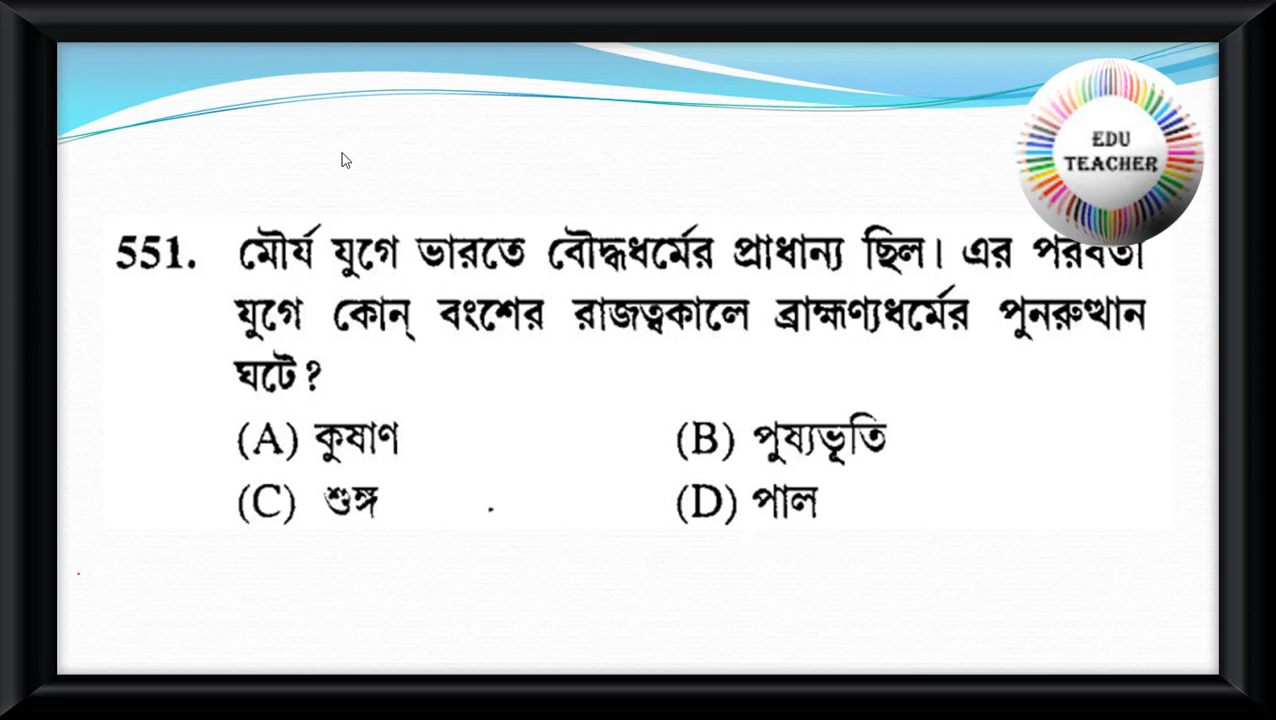 EDU
TEACHER
551. মৌর্য যুগে ভারতে বৌদ্ধধর্মের প্রাধান্য ছিল। এর পরবর্তী
যুগে কোন্ বংশের রাজত্বকালে ব্রাহ্মণ্যধর্মের পুনরুত্থান
ঘটে?
(A) কুষাণ (B) পুষ্যভূতি
(C) শুঙ্গ (D) পাল